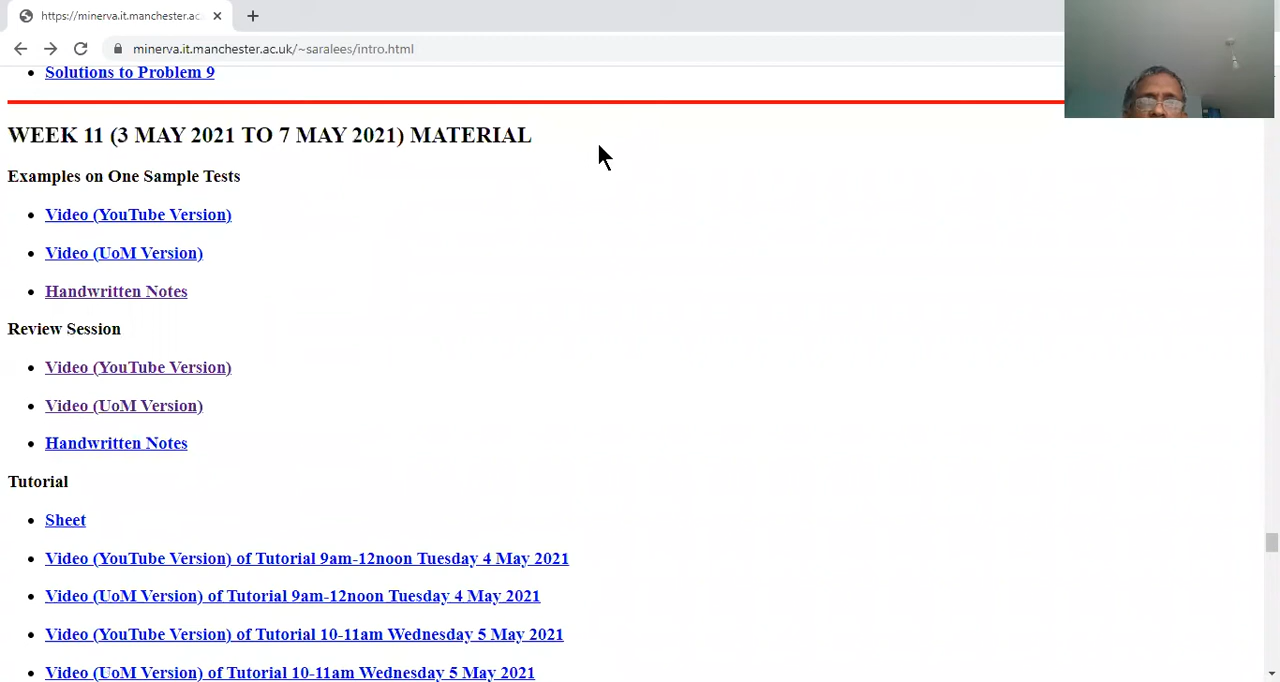 https://minerva.it.manchester.ac
minerva.it.manchester.ac.uk/~saralees/intro.html
Solutions to Problem 9
WEEK 11 (3 MAY 2021 TO 7 MAY 2021) MATERIAL
Examples on One Sample Tests
Video (YouTube Version)
Video (UoM Version)
Handwritten Notes
Review Session
Video (YouTube Version)
Video (UoM Version)
Handwritten Notes
Tutorial
Sheet
Video (YouTube Version) of Tutorial 9am-12noon Tuesday 4 May 2021
Video (UoM Version) of Tutorial 9am-12noon Tuesday 4 May 2021
Video (YouTube Version) of Tutorial 10-11am Wednesday 5 May 2021
Video (UoM Version) of Tutorial 10-11am Wednesday 5 May 2021